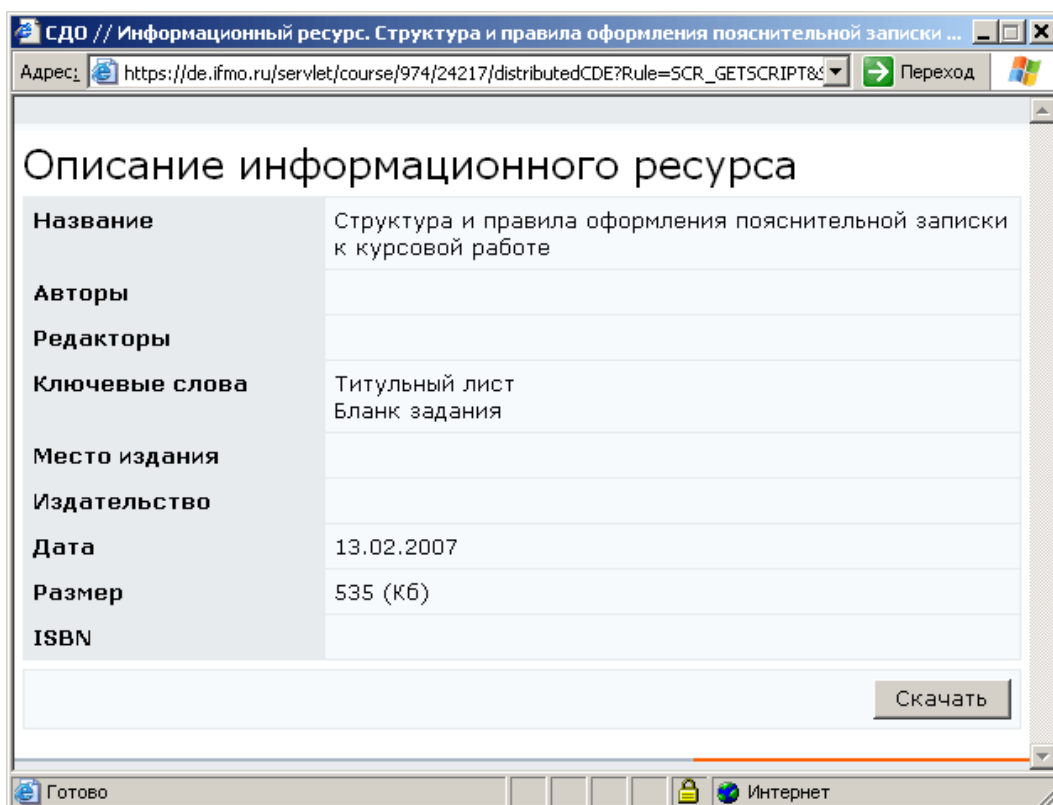 СДО // Информационный ресурс. Структура и правила оформления пояснительной записки ...
Адрес: https://de.ifmo.ru/servlet/course/974/24217/distributedCDE?Rule=SCR_GETSCRIPT& Переход
Описание информационного ресурса
Название Структура и правила оформления пояснительной записки
к курсовой работе
Авторы
Редакторы
Ключевые слова Титульный лист
Бланк задания
Место издания
Издательство
Дата 13.02.2007
Размер 535 (Кб)
ISBN
Скачать
Готово Интернет